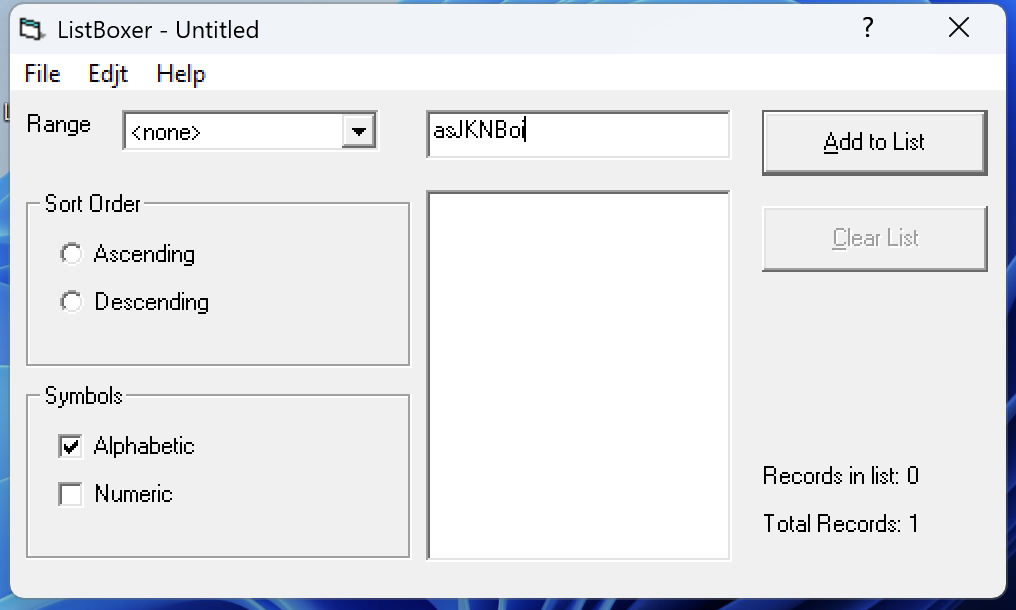 ListBoxer - Untitled
?
File Edjt Help
Range
<none>
asJKNBoi
Add to List
Sort Order
Ascending
Descending
Clear List
Symbols
Alphabetic
Numeric
Records in list: 0
Total Records: 1